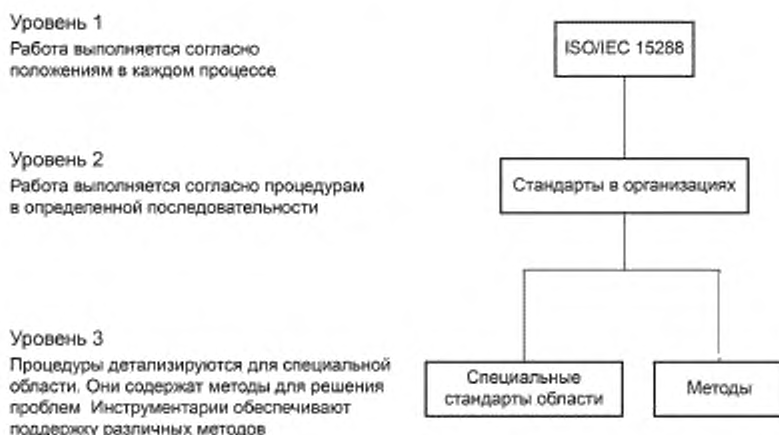 Уровень 1
Работа выполняется согласно
положениям в каждом процессе
ISO/IEC 15288
Уровень 2
Работа выполняется согласно процедурам
в определенной последовательности
Стандарты в организациях
Уровень 3
Процедуры детализируются для специальной
области. Они содержат методы для решения
проблем Инструментарии обеспечивают
поддержку различных методов
Специальные
стандарты области
Методы